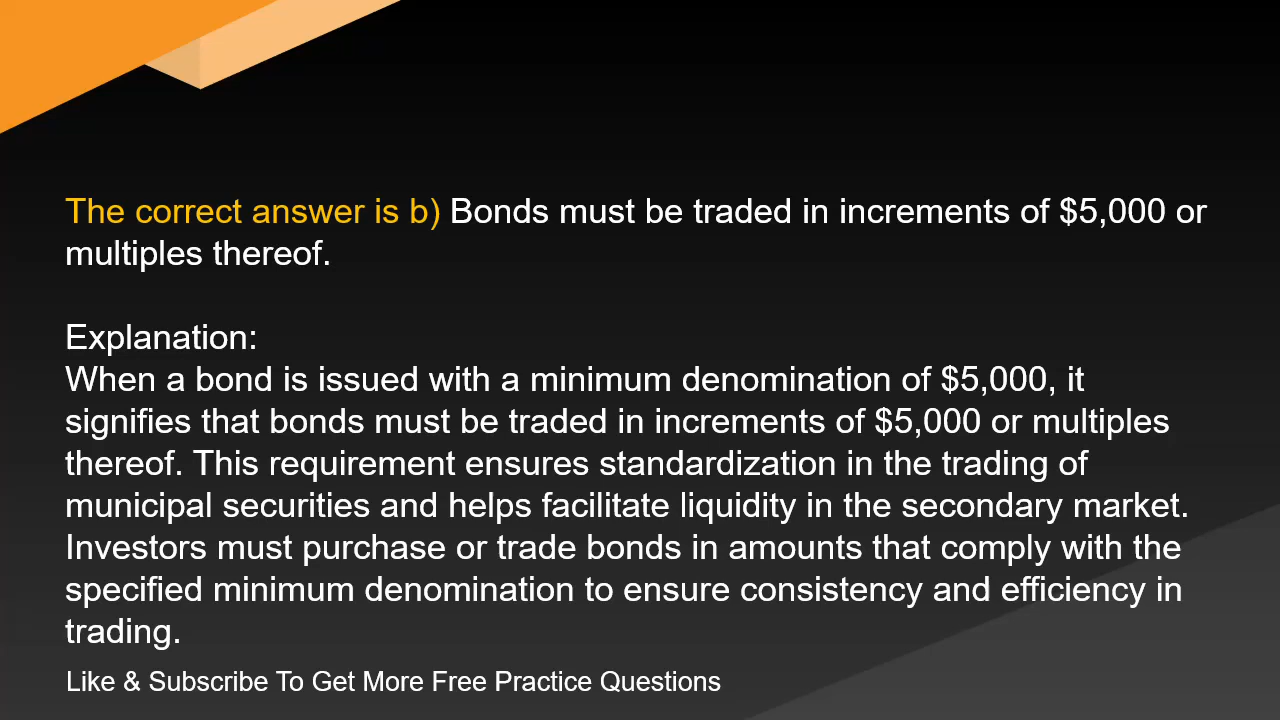 The correct answer is b) Bonds must be traded in increments of $5,000 or
multiples thereof.
Explanation:
When a bond is issued with a minimum denomination of $5,000, it
signifies that bonds must be traded in increments of $5,000 or multiples
thereof. This requirement ensures standardization in the trading of
municipal securities and helps facilitate liquidity in the secondary market.
Investors must purchase or trade bonds in amounts that comply with the
specified minimum denomination to ensure consistency and efficiency in
trading.
Like & Subscribe To Get More Free Practice Questions